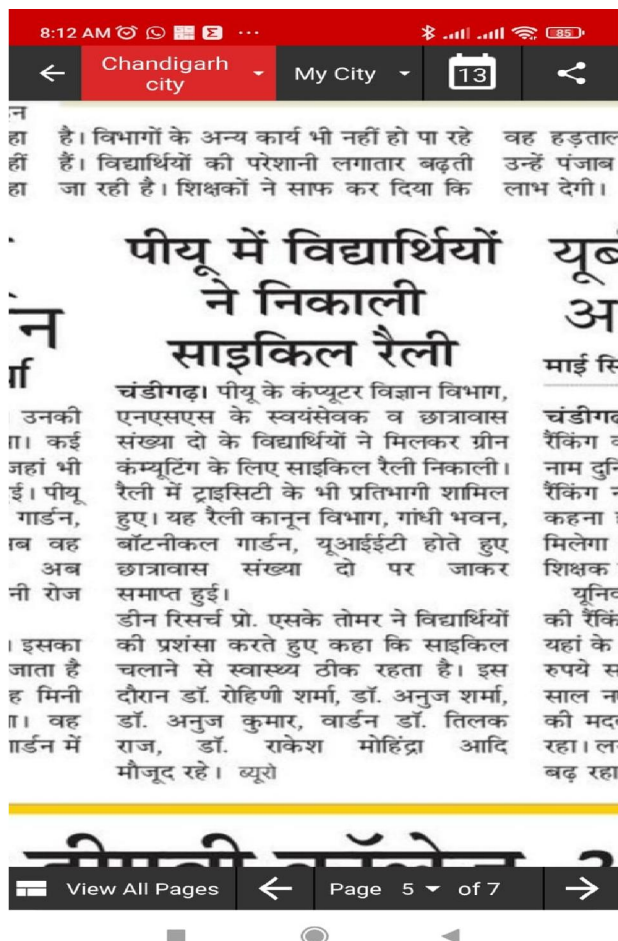 8:12 AM ...
85
Chandigarh
city
My City
13
हा
हीं
हा
है। विभागों के अन्य कार्य भी नहीं हो पा रहे
हैं। विद्यार्थियों की परेशानी लगातार बढ़ती
जा रही है। शिक्षकों ने साफ कर दिया कि
वह हड़ताल
उन्हें पंजाब
लाभ देगी।
न
उनकी
ा। कई
जहां भी
ई। पीयू
गार्डन,
वह
अब
नी रोज
। इसका
जाता है
ह मिनी
ा। वह
गार्डन में
पीयू में विद्यार्थियों
ने निकाली
साइकिल रैली
चंडीगढ़। पीयू के कंप्यूटर विज्ञान विभाग,
एनएसएस के स्वयंसेवक व छात्रावास
संख्या दो के विद्यार्थियों ने मिलकर ग्रीन
कंम्यूटिंग के लिए साइकिल रैली निकाली।
रैली में ट्राइसिटी के भी प्रतिभागी शामिल
हुए। यह रैली कानून विभाग, गांधी भवन,
बॉटनीकल गार्डन, यूआईईटी होते हुए
छात्रावास संख्या दो पर जाकर
समाप्त हुई।
डीन रिसर्च प्रो. एसके तोमर ने विद्यार्थियों
की प्रशंसा करते हुए कहा कि साइकिल
चलाने से स्वास्थ्य ठीक रहता है। इस
दौरान डॉ. रोहिणी शर्मा, डॉ. अनुज शर्मा,
डॉ. अनुज कुमार, वार्डन डॉ. तिलक
राज, डॉ. राकेश मोहिंद्रा आदि
मौजूद रहे। ब्यूरो
अ
माई सि
चंडीगढ़
रैंकिंग
नाम दुनि
रैंकिंग
कहना
मिलेगा
शिक्षक
यूनिव
की रैंकि
यहां के
रुपये स
साल न
की मदद
रहा। ल
बढ़ रहा
View All Pages
Page 5 of 7